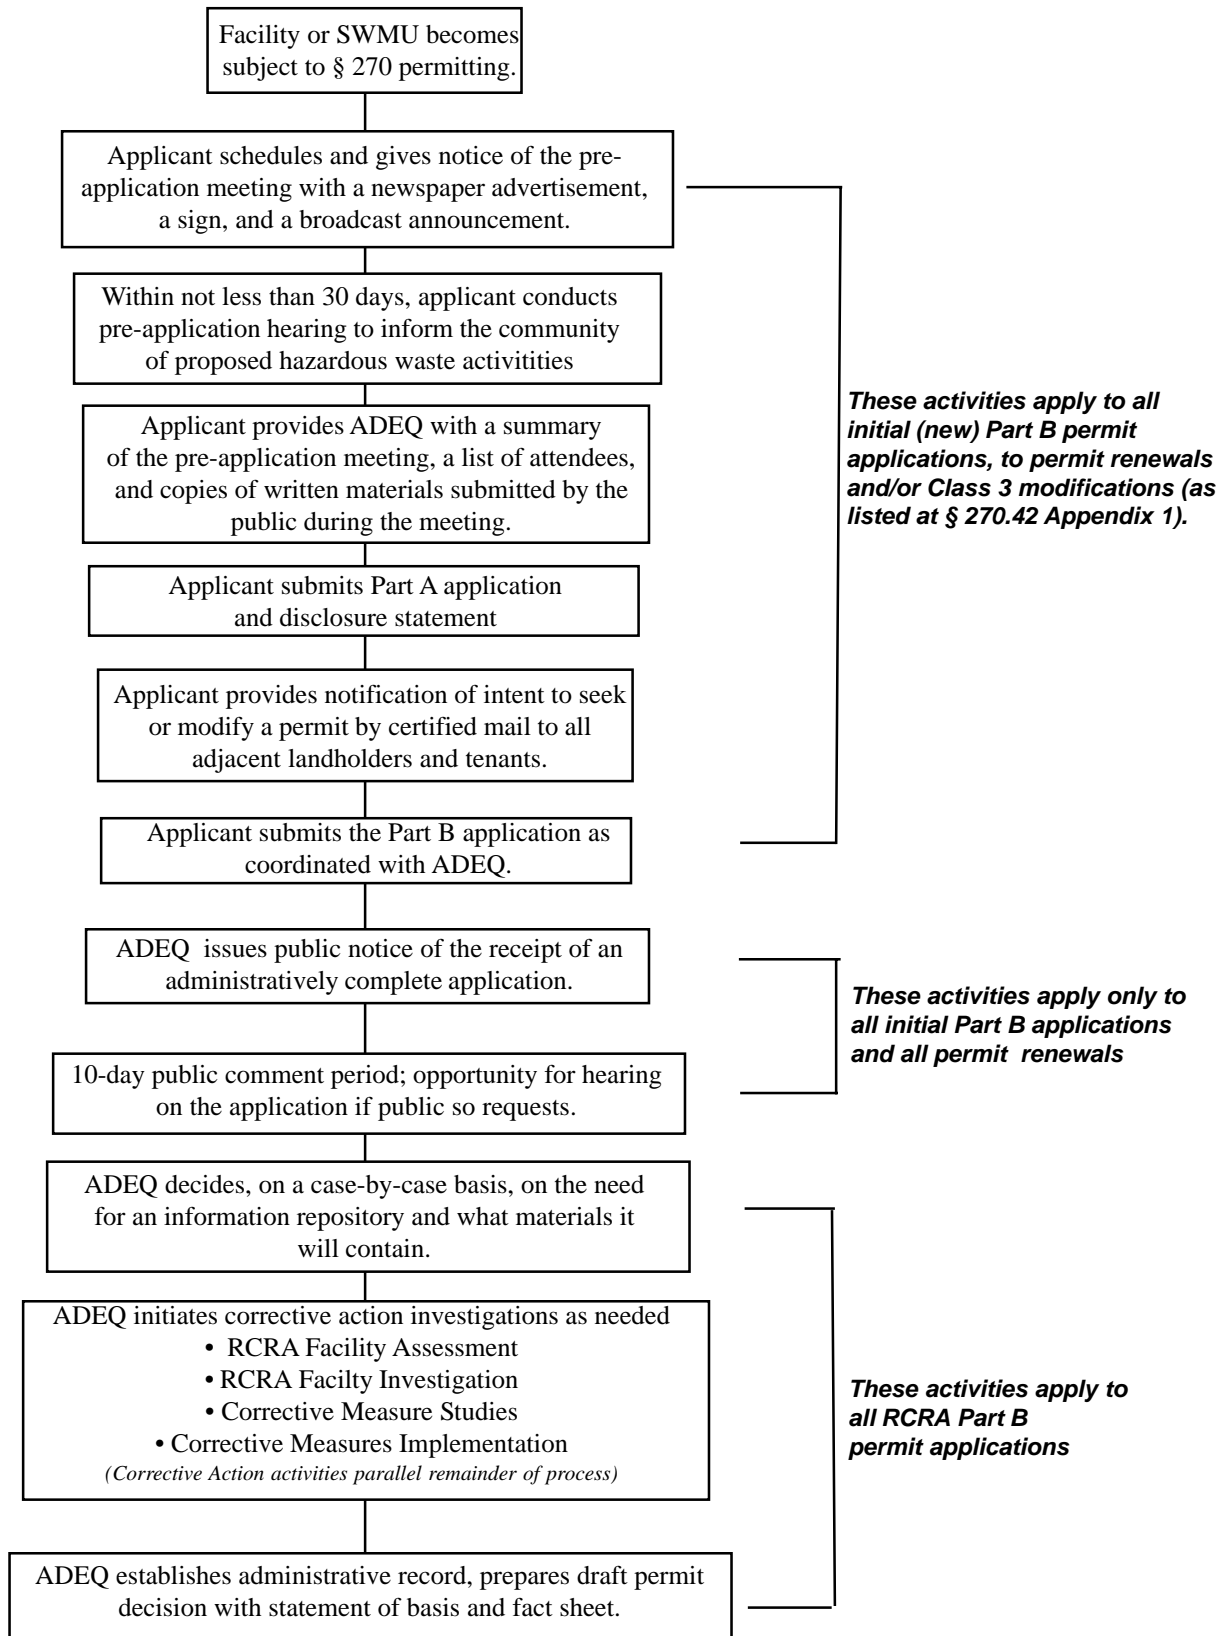 Facility or SWMU becomes
subject to § 270 permitting.
Applicant schedules and gives notice of the pre-
application meeting with a newspaper advertisement,
a sign, and a broadcast announcement.
Within not less than 30 days, applicant conducts
pre-application hearing to inform the community
of proposed hazardous waste activitities
Applicant provides ADEQ with a summary
of the pre-application meeting, a list of attendees,
and copies of written materials submitted by the
public during the meeting.
Applicant submits Part A application
and disclosure statement
Applicant provides notification of intent to seek
or modify a permit by certified mail to all
adjacent landholders and tenants.
Applicant submits the Part B application as
coordinated with ADEQ.
These activities apply to all
initial (new) Part B permit
applications, to permit renewals
and/or Class 3 modifications (as
listed at § 270.42 Appendix 1).
ADEQ issues public notice of the receipt of an
administratively complete application.
10-day public comment period; opportunity for hearing
on the application if public so requests.
These activities apply only to
all initial Part B applications
and all permit renewals
ADEQ decides, on a case-by-case basis, on the need
for an information repository and what materials it
will contain.
ADEQ initiates corrective action investigations as needed
• RCRA Facility Assessment
• RCRA Facilty Investigation
• Corrective Measure Studies
• Corrective Measures Implementation
(Corrective Action activities parallel remainder of process)
ADEQ establishes administrative record, prepares draft permit
decision with statement of basis and fact sheet.
These activities apply to
all RCRA Part B
permit applications